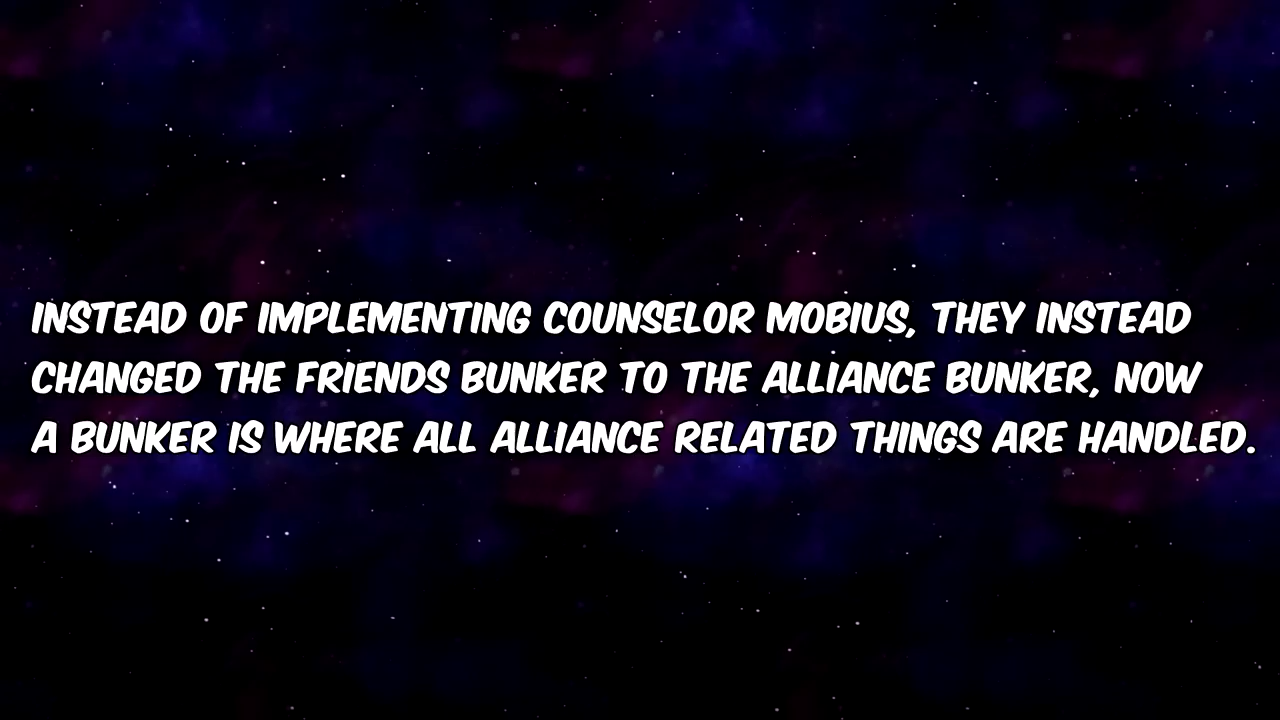 INSTEAD OF IMPLEMENTING COUNSELOR MOBIUS, THEY INSTEAD
CHANGED THE FRIENDS BUNKER TO THE ALLIANCE BUNKER, NOW
A BUNKER IS WHERE ALL ALLIANCE RELATED THINGS ARE HANDLED.